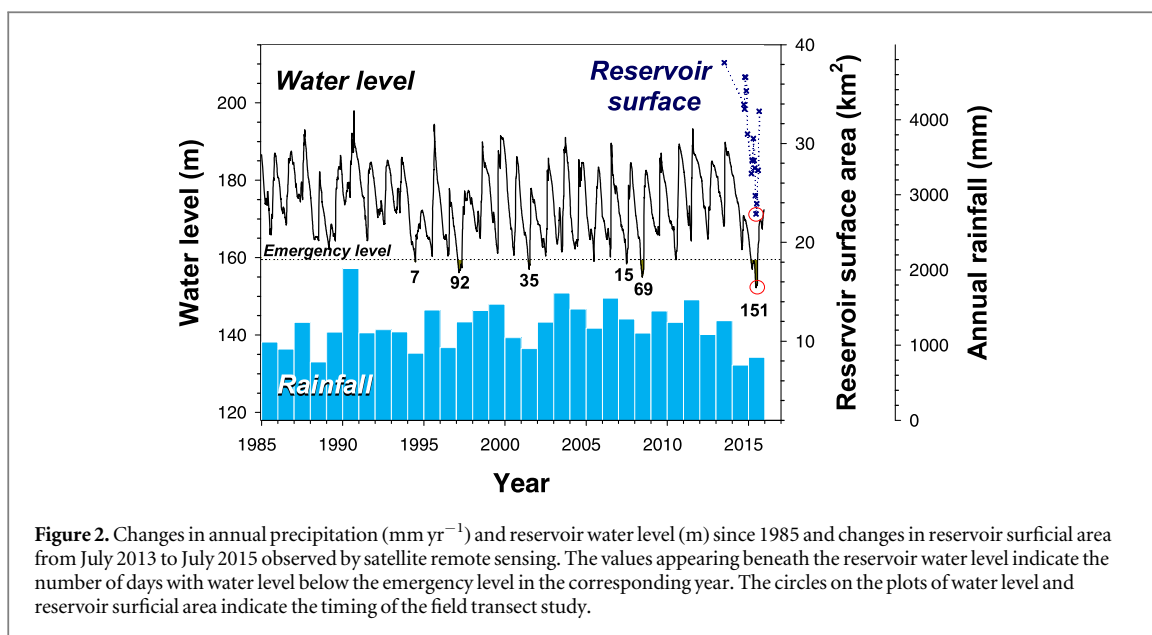 Water level
Reservoir
surface
Emergency level
7
92
35
15
69
151
Rainfall
Water level (m)
200
180
160
140
120
40
30
20
10
Reservoir surface area (km²)
4000
3000
2000
1000
0
Annual rainfall (mm)
1985 1990 1995 2000 2005 2010 2015
Year
Figure 2. Changes in annual precipitation (mm yr⁻¹) and reservoir water level (m) since 1985 and changes in reservoir surficial area
from July 2013 to July 2015 observed by satellite remote sensing. The values appearing beneath the reservoir water level indicate the
number of days with water level below the emergency level in the corresponding year. The circles on the plots of water level and
reservoir surficial area indicate the timing of the field transect study.